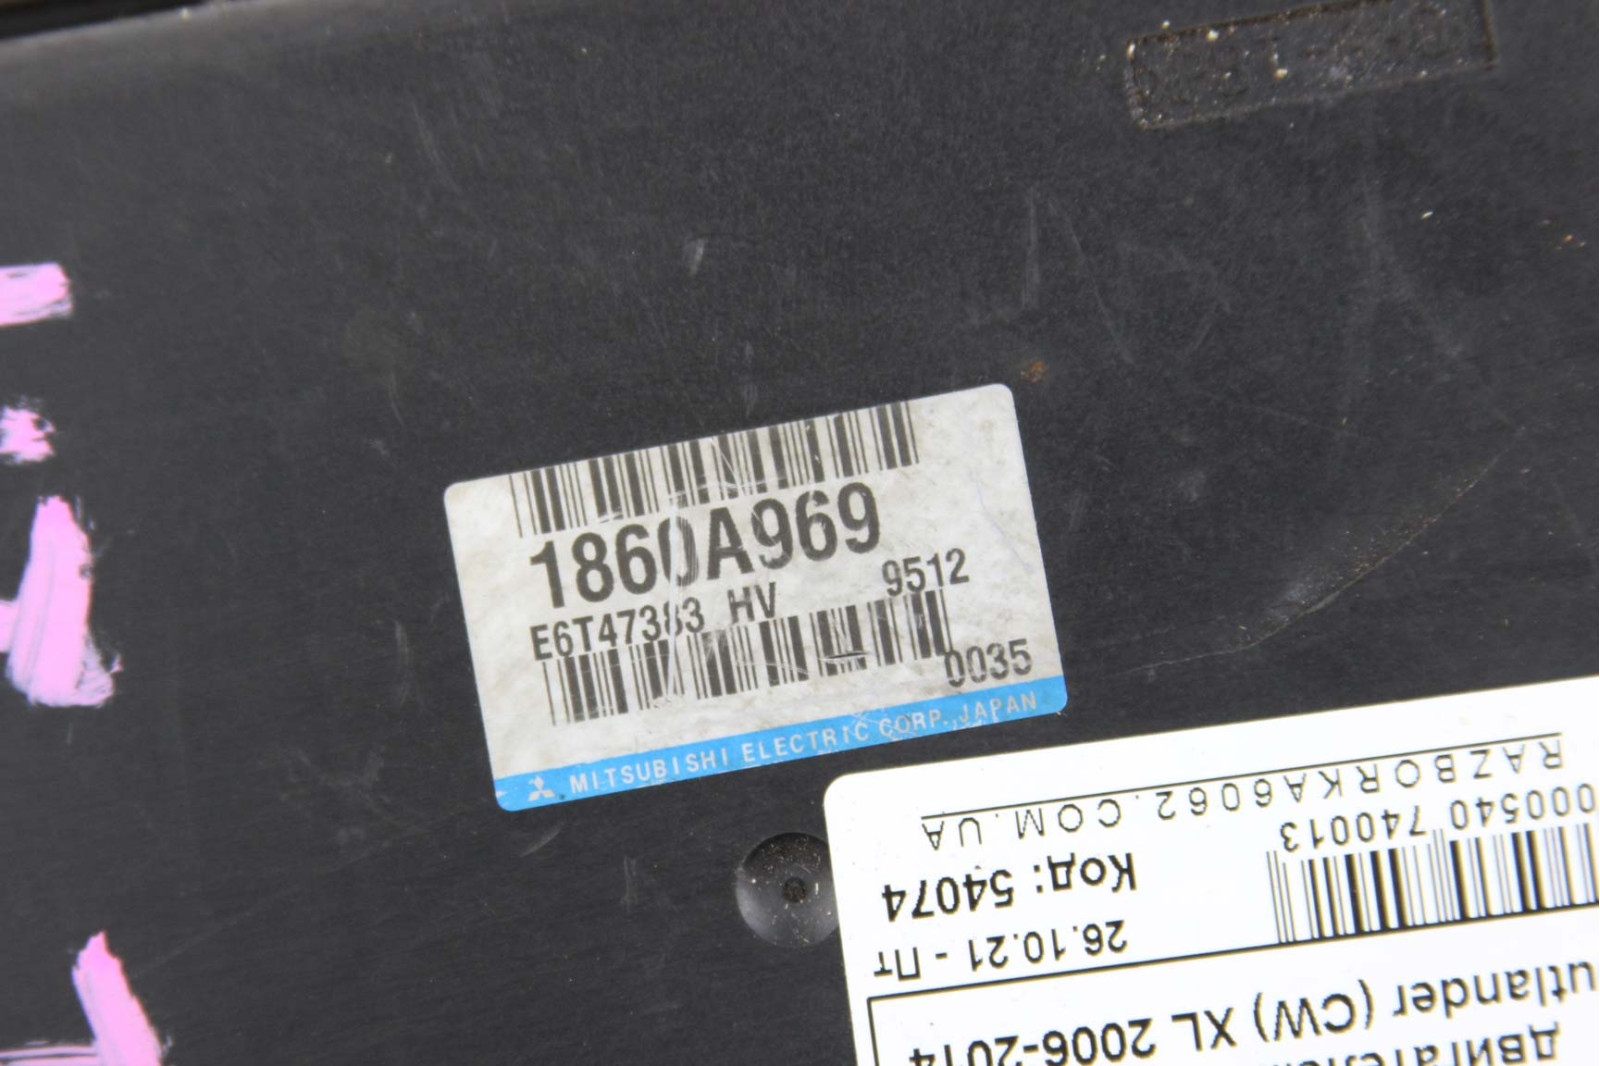 1860A969
E6T47383 HV 9512
0035
MITSUBISHI ELECTRIC CORP. JAPAN
utlander (CW) XL 2006-2014
26.10.21 - Пт
Код: 54074
000540 740013
RAZBORKA6062.COM.UA